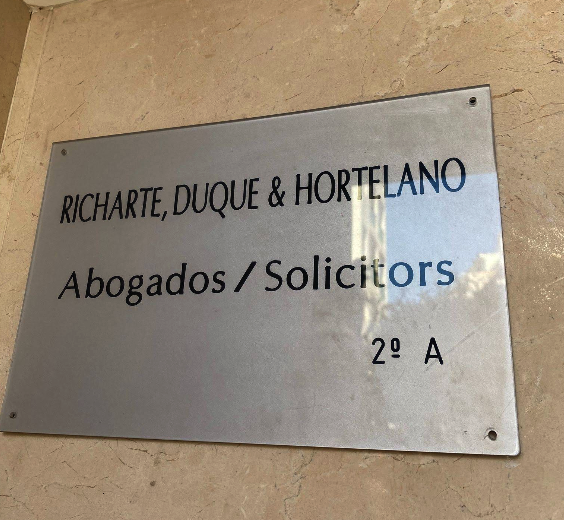 RICHARTE, DUQUE & HORTELANO
Abogados / Solicitors
2º A